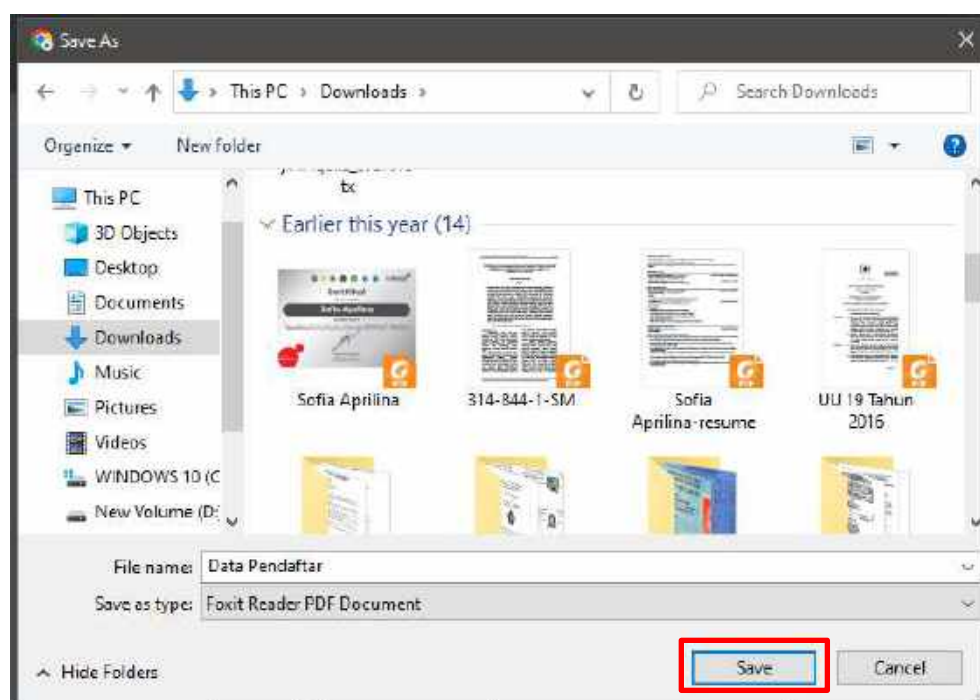 Save As
This PC > Downloads >
Search Downloads
Organize
New folder
This PC
3D Objects
Desktop
Documents
Downloads
Music
Pictures
Videos
WINDOWS 10 (C
New Volume (D:
tx
Earlier this year (14)
Sertifikat
Sofia Aprilina
Sofia Aprilina
314-844-1-SM
Sofia
Aprilina-resume
UU 19 Tahun
2016
File name: Data Pendaftar
Save as type: Foxit Reader PDF Document
Hide Folders
Save
Cancel